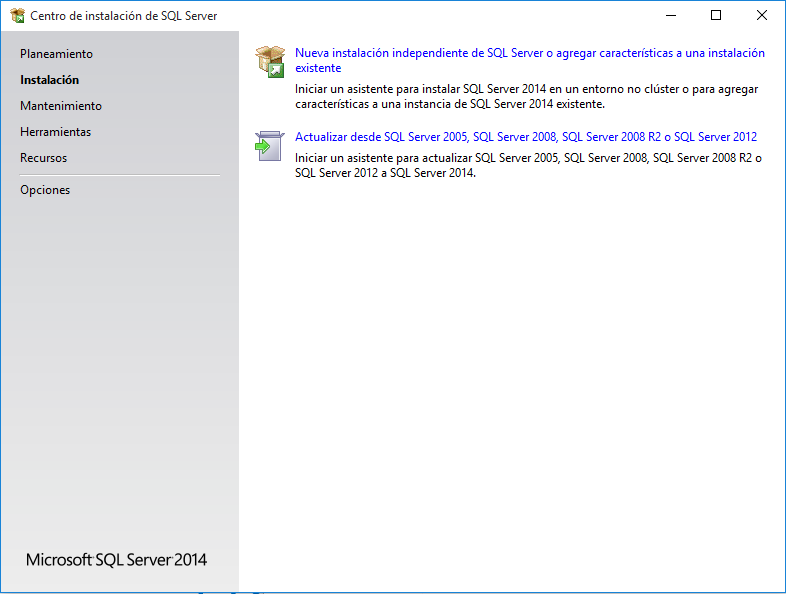 Centro de instalación de SQL Server
Planeamiento
Instalación
Mantenimiento
Herramientas
Recursos
Opciones
Nueva instalación independiente de SQL Server o agregar características a una instalación
existente
Iniciar un asistente para instalar SQL Server 2014 en un entorno no clúster o para agregar
características a una instancia de SQL Server 2014 existente.
Actualizar desde SQL Server 2005, SQL Server 2008, SQL Server 2008 R2 o SQL Server 2012
Iniciar un asistente para actualizar SQL Server 2005, SQL Server 2008, SQL Server 2008 R2 o
SQL Server 2012 a SQL Server 2014.
Microsoft SQL Server 2014